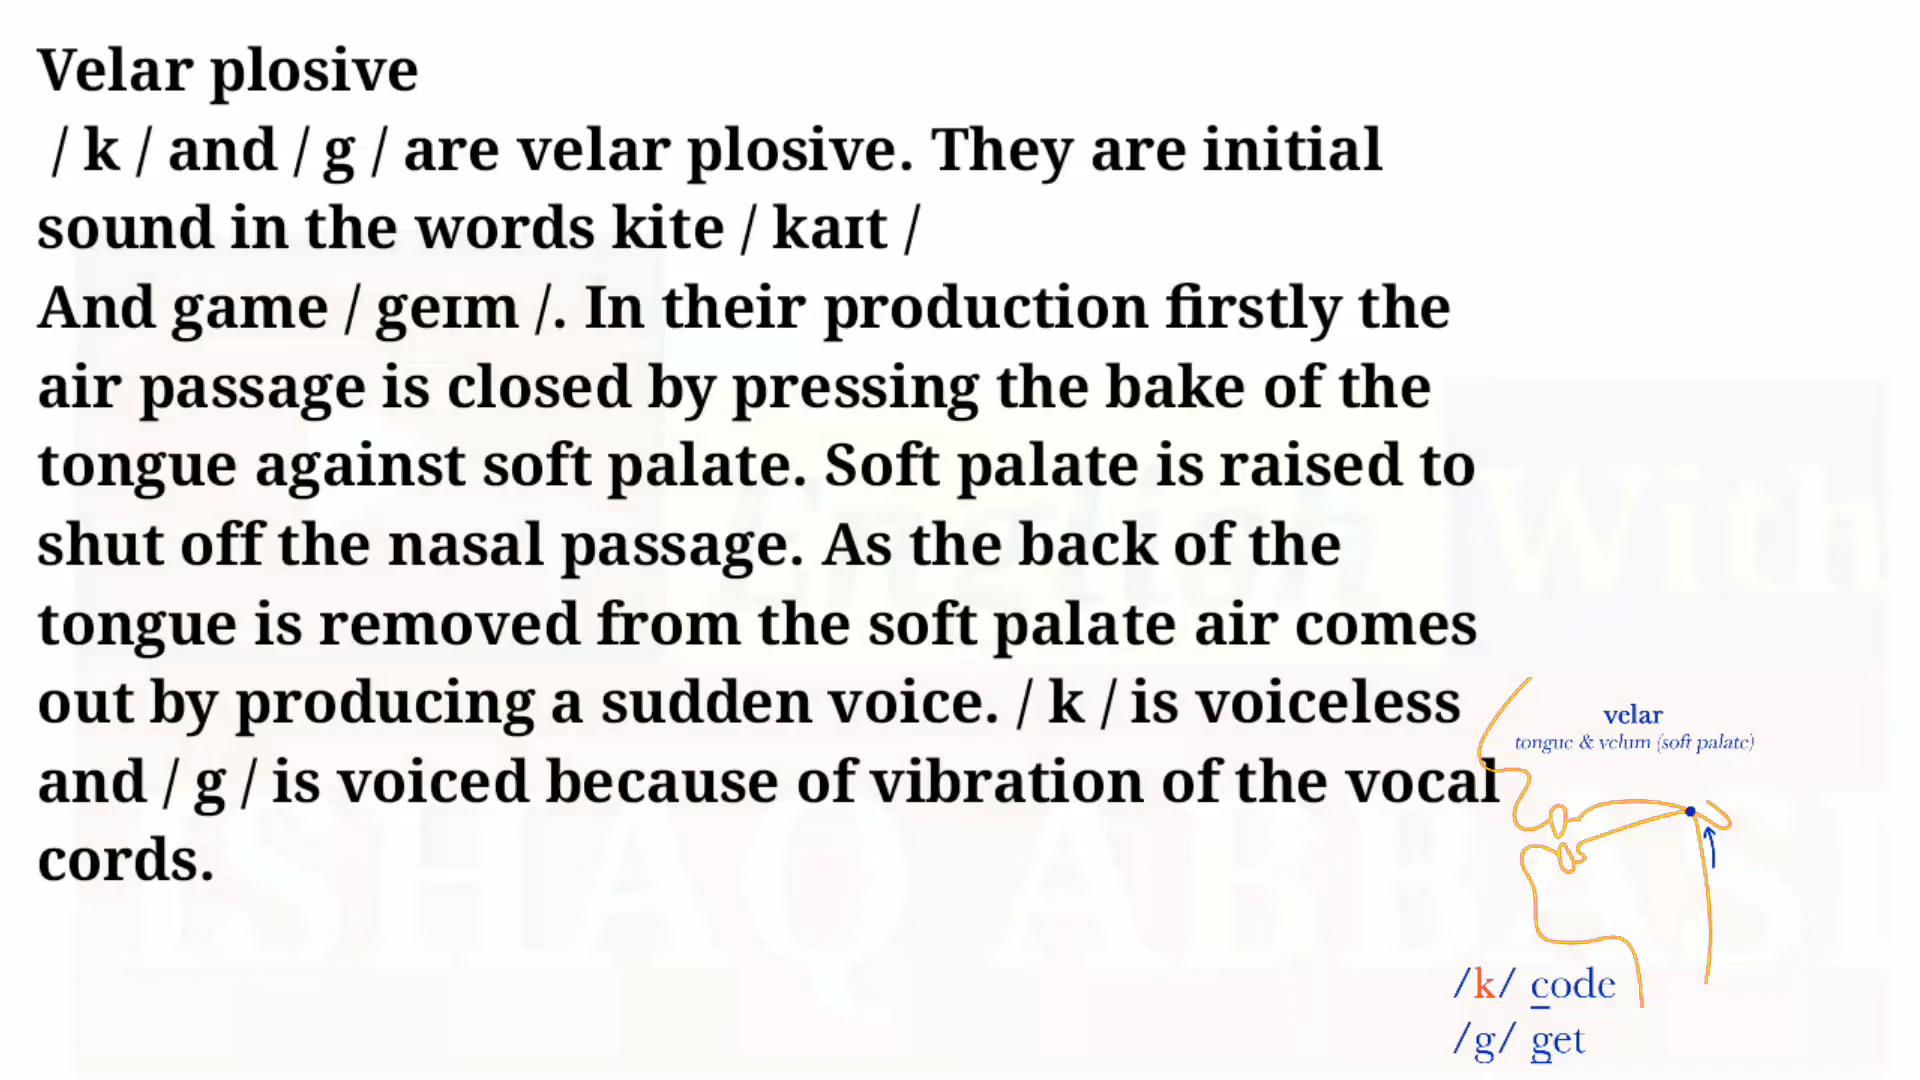 Velar plosive
/ k / and / g / are velar plosive. They are initial
sound in the words kite / kaɪt /
And game / geɪm /. In their production firstly the
air passage is closed by pressing the bake of the
tongue against soft palate. Soft palate is raised to
shut off the nasal passage. As the back of the
tongue is removed from the soft palate air comes
out by producing a sudden voice. / k / is voiceless
and / g / is voiced because of vibration of the vocal
cords.
velar
tongue & velum (soft palate)
/k/ code
/g/ get
English With
ISHAQ ABBASI